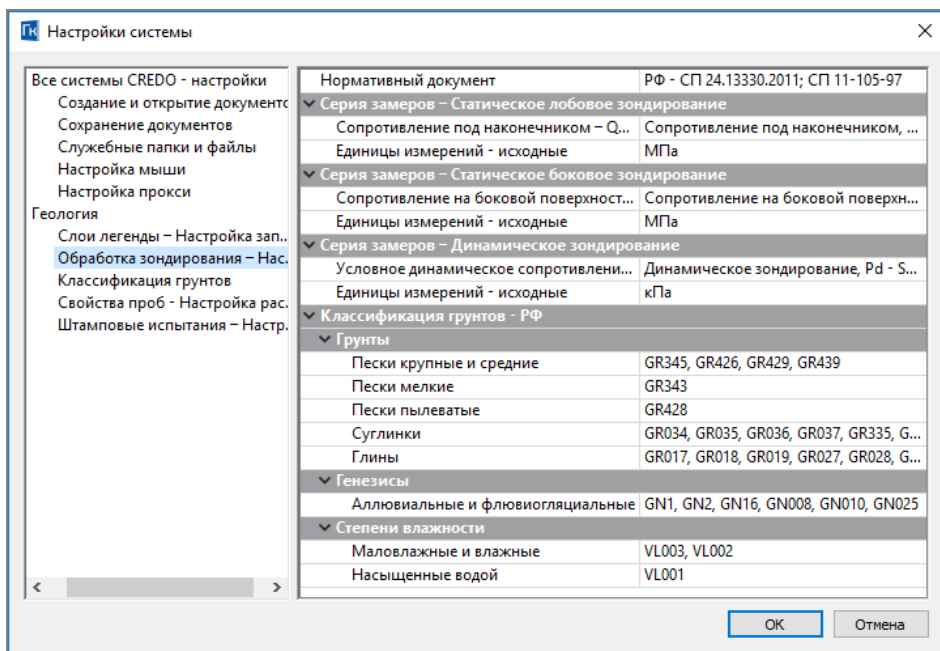 Гк Настройки системы
Все системы CREDO - настройки
Создание и открытие документо
Сохранение документов
Служебные папки и файлы
Настройка мыши
Настройка прокси
Геология
Слои легенды – Настройка зап..
Обработка зондирования – Нас.
Классификация грунтов
Свойства проб - Настройка рас.
Штамповые испытания – Настр.
Нормативный документ РФ - СП 24.13330.2011; СП 11-105-97
Серия замеров – Статическое лобовое зондирование
Сопротивление под наконечником – Q... Сопротивление под наконечником, ...
Единицы измерений - исходные МПа
Серия замеров – Статическое боковое зондирование
Сопротивление на боковой поверхност... Сопротивление на боковой поверхн...
Единицы измерений - исходные МПа
Серия замеров – Динамическое зондирование
Условное динамическое сопротивлени... Динамическое зондирование, Pd - S...
Единицы измерений - исходные кПа
Классификация грунтов - РФ
Грунты
Пески крупные и средние GR345, GR426, GR429, GR439
Пески мелкие GR343
Пески пылеватые GR428
Суглинки GR034, GR035, GR036, GR037, GR335, G...
Глины GR017, GR018, GR019, GR027, GR028, G...
Генезисы
Аллювиальные и флювиогляциальные GN1, GN2, GN16, GN008, GN010, GN025
Степени влажности
Маловлажные и влажные VL003, VL002
Насыщенные водой VL001
ОК Отмена